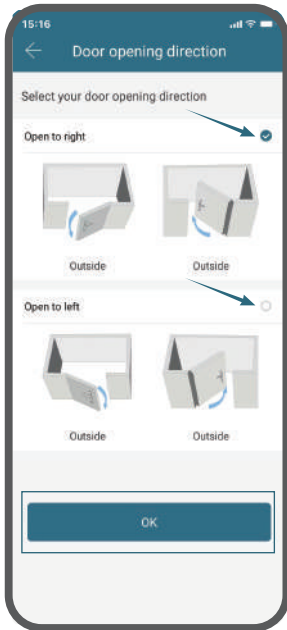 15:16
Door opening direction
Select your door opening direction
Open to right
Outside Outside
Open to left
Outside Outside
OK